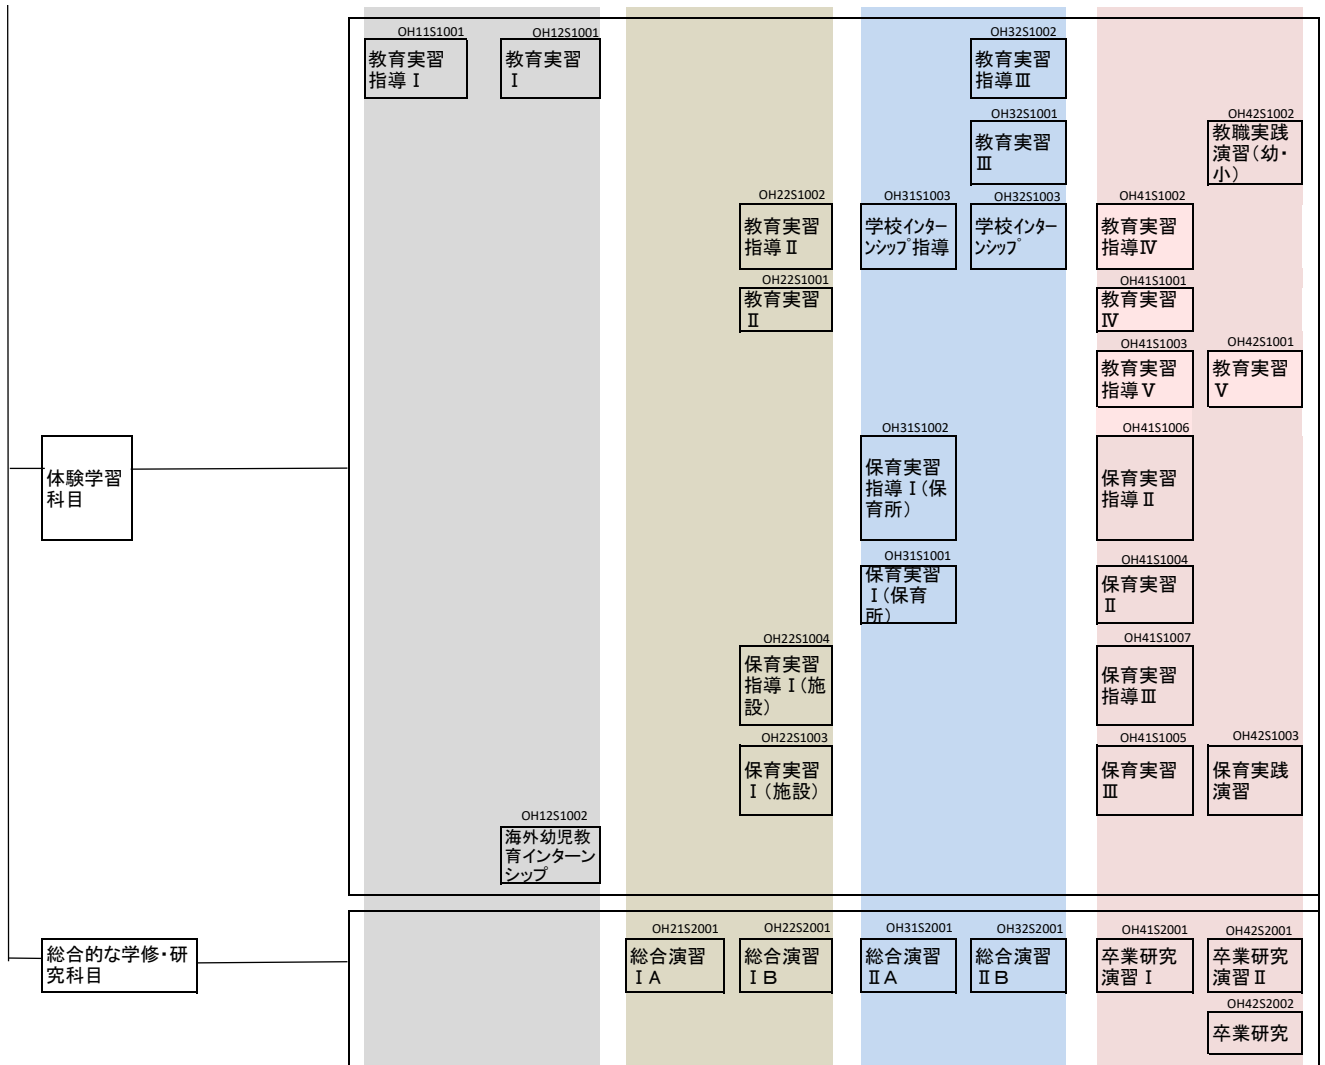 OH11S1001
教育実習
指導Ⅰ
OH12S1001
教育実習
Ⅰ
OH32S1002
教育実習
指導Ⅲ
OH32S1001
教育実習
Ⅲ
OH42S1002
教職実践
演習(幼・
小)
OH22S1002
教育実習
指導Ⅱ
OH31S1003
学校インター
ンシップ指導
OH32S1003
学校インター
ンシップ
OH41S1002
教育実習
指導Ⅳ
OH22S1001
教育実習
Ⅱ
OH41S1001
教育実習
Ⅳ
OH41S1003
教育実習
指導Ⅴ
OH42S1001
教育実習
Ⅴ
体験学習
科目
OH31S1002
保育実習
指導Ⅰ(保
育所)
OH41S1006
保育実習
指導Ⅱ
OH31S1001
保育実習
Ⅰ(保育
所)
OH41S1004
保育実習
Ⅱ
OH22S1004
保育実習
指導Ⅰ(施
設)
OH41S1007
保育実習
指導Ⅲ
OH22S1003
保育実習
Ⅰ(施設)
OH41S1005
保育実習
Ⅲ
OH42S1003
保育実践
演習
OH12S1002
海外幼児教
育インターン
シップ
総合的な学修・研
究科目
OH21S2001
総合演習
ⅠA
OH22S2001
総合演習
ⅠB
OH31S2001
総合演習
ⅡA
OH32S2001
総合演習
ⅡB
OH41S2001
卒業研究
演習Ⅰ
OH42S2001
卒業研究
演習Ⅱ
OH42S2002
卒業研究